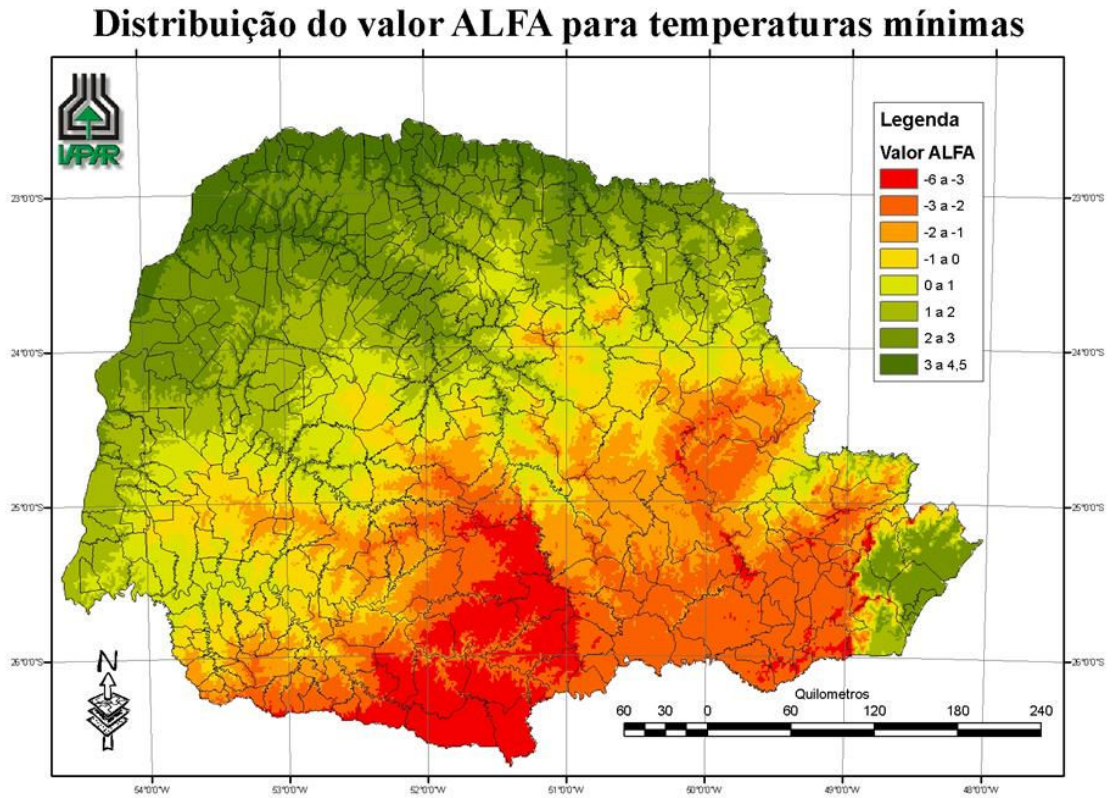 Distribuição do valor ALFA para temperaturas mínimas
IAPAR
Legenda
Valor ALFA
-6 a -3
-3 a -2
-2 a -1
-1 a 0
0 a 1
1 a 2
2 a 3
3 a 4,5
23°0'0"S
23°0'0"S
24°0'0"S
24°0'0"S
25°0'0"S
25°0'0"S
26°0'0"S
26°0'0"S
N
Quilometros
60 30 0 60 120 180 240
54°0'0"W
53°0'0"W
52°0'0"W
51°0'0"W
50°0'0"W
49°0'0"W
48°0'0"W